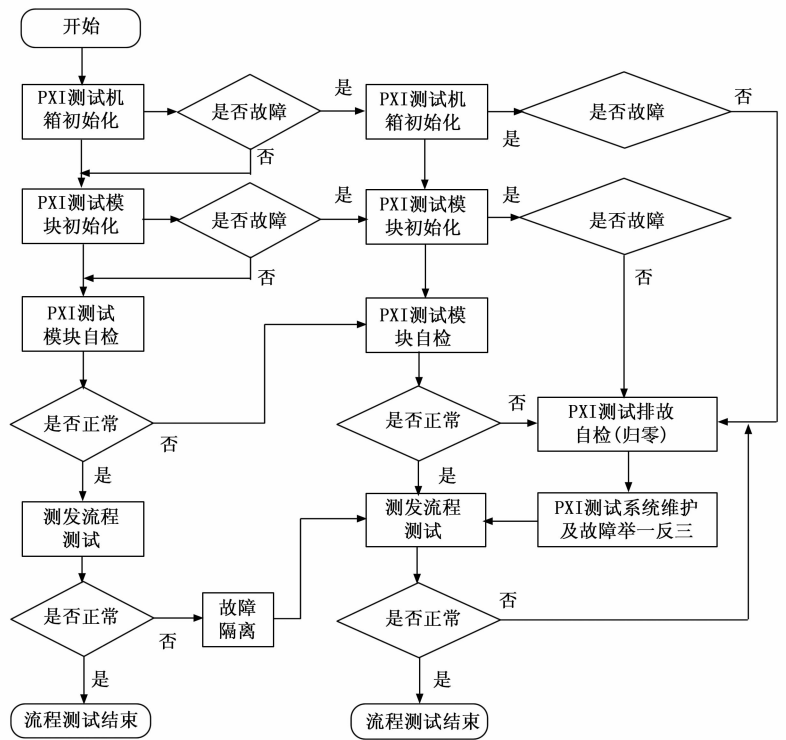 开始
PXI测试机
箱初始化
是否故障
是
PXI测试机
箱初始化
是
是否故障
否
否
PXI测试模
块初始化
是否故障
是
PXI测试模
块初始化
是
是否故障
否
否
PXI测试
模块自检
PXI测试模
块自检
是否正常
否
是否正常
否
PXI测试排故
自检(归零)
是
是
测发流程
测试
测发流程
测试
PXI测试系统维护
及故障举一反三
是否正常
否
故障
隔离
是否正常
否
是
是
流程测试结束
流程测试结束